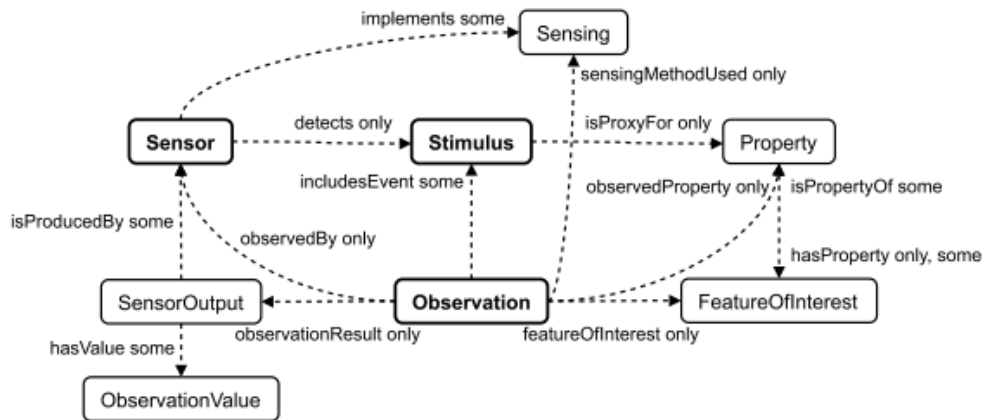 implements some
Sensing
sensingMethodUsed only
Sensor
detects only
Stimulus
isProxyFor only
Property
includesEvent some
observedProperty only
isPropertyOf some
isProducedBy some
observedBy only
hasProperty only, some
SensorOutput
Observation
FeatureOfInterest
observationResult only
featureOfInterest only
hasValue some
ObservationValue